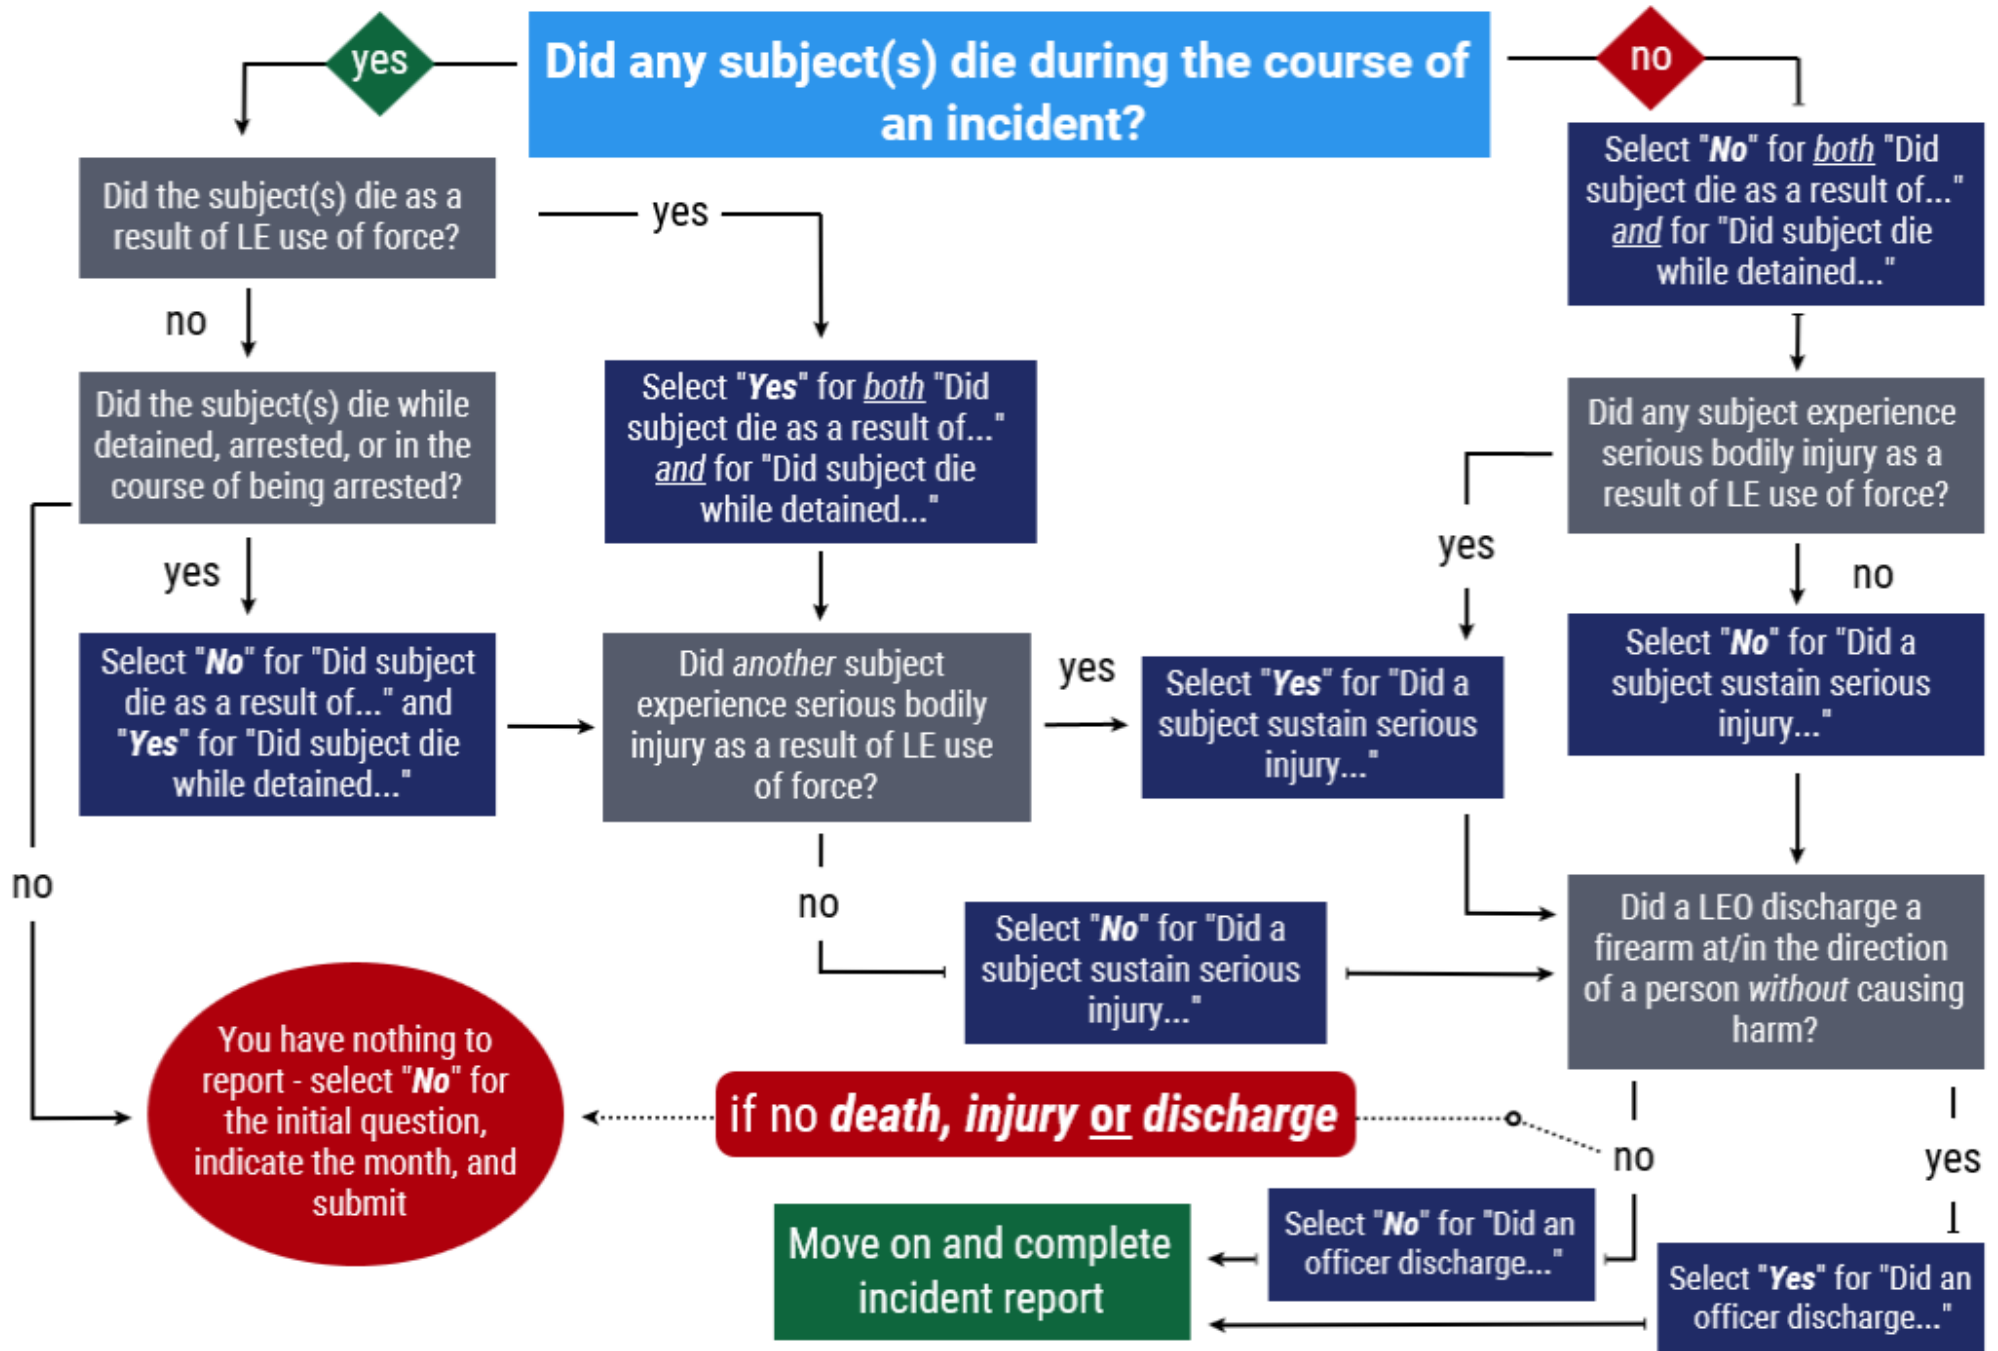 yes
Did any subject(s) die during the course of
an incident?
no
Did the subject(s) die as a
result of LE use of force?
yes
Select "No" for both "Did
subject die as a result of..."
and for "Did subject die
while detained..."
no
Did the subject(s) die while
detained, arrested, or in the
course of being arrested?
Select "Yes" for both "Did
subject die as a result of..."
and for "Did subject die
while detained..."
Did any subject experience
serious bodily injury as a
result of LE use of force?
yes
yes
no
Select "No" for "Did subject
die as a result of..." and
"Yes" for "Did subject die
while detained..."
Did another subject
experience serious bodily
injury as a result of LE use
of force?
yes
Select "Yes" for "Did a
subject sustain serious
injury..."
Select "No" for "Did a
subject sustain serious
injury..."
no
no
Select "No" for "Did a
subject sustain serious
injury..."
Did a LEO discharge a
firearm at/in the direction
of a person without causing
harm?
You have nothing to
report - select "No" for
the initial question,
indicate the month, and
submit
if no death, injury or discharge
no
yes
Move on and complete
incident report
Select "No" for "Did an
officer discharge..."
Select "Yes" for "Did an
officer discharge..."